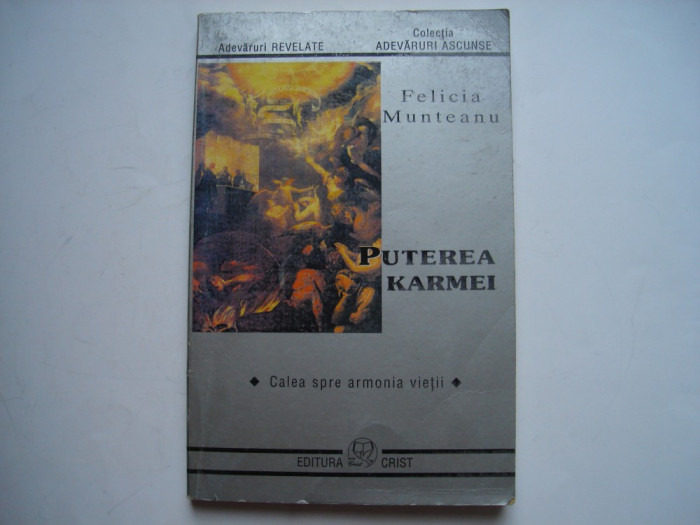 Adevăruri REVELATE
Colecția
ADEVĂRURI ASCUNSE
Felicia
Munteanu
PUTEREA
KARMEI
Calea spre armonia vieții
EDITURA CRIST